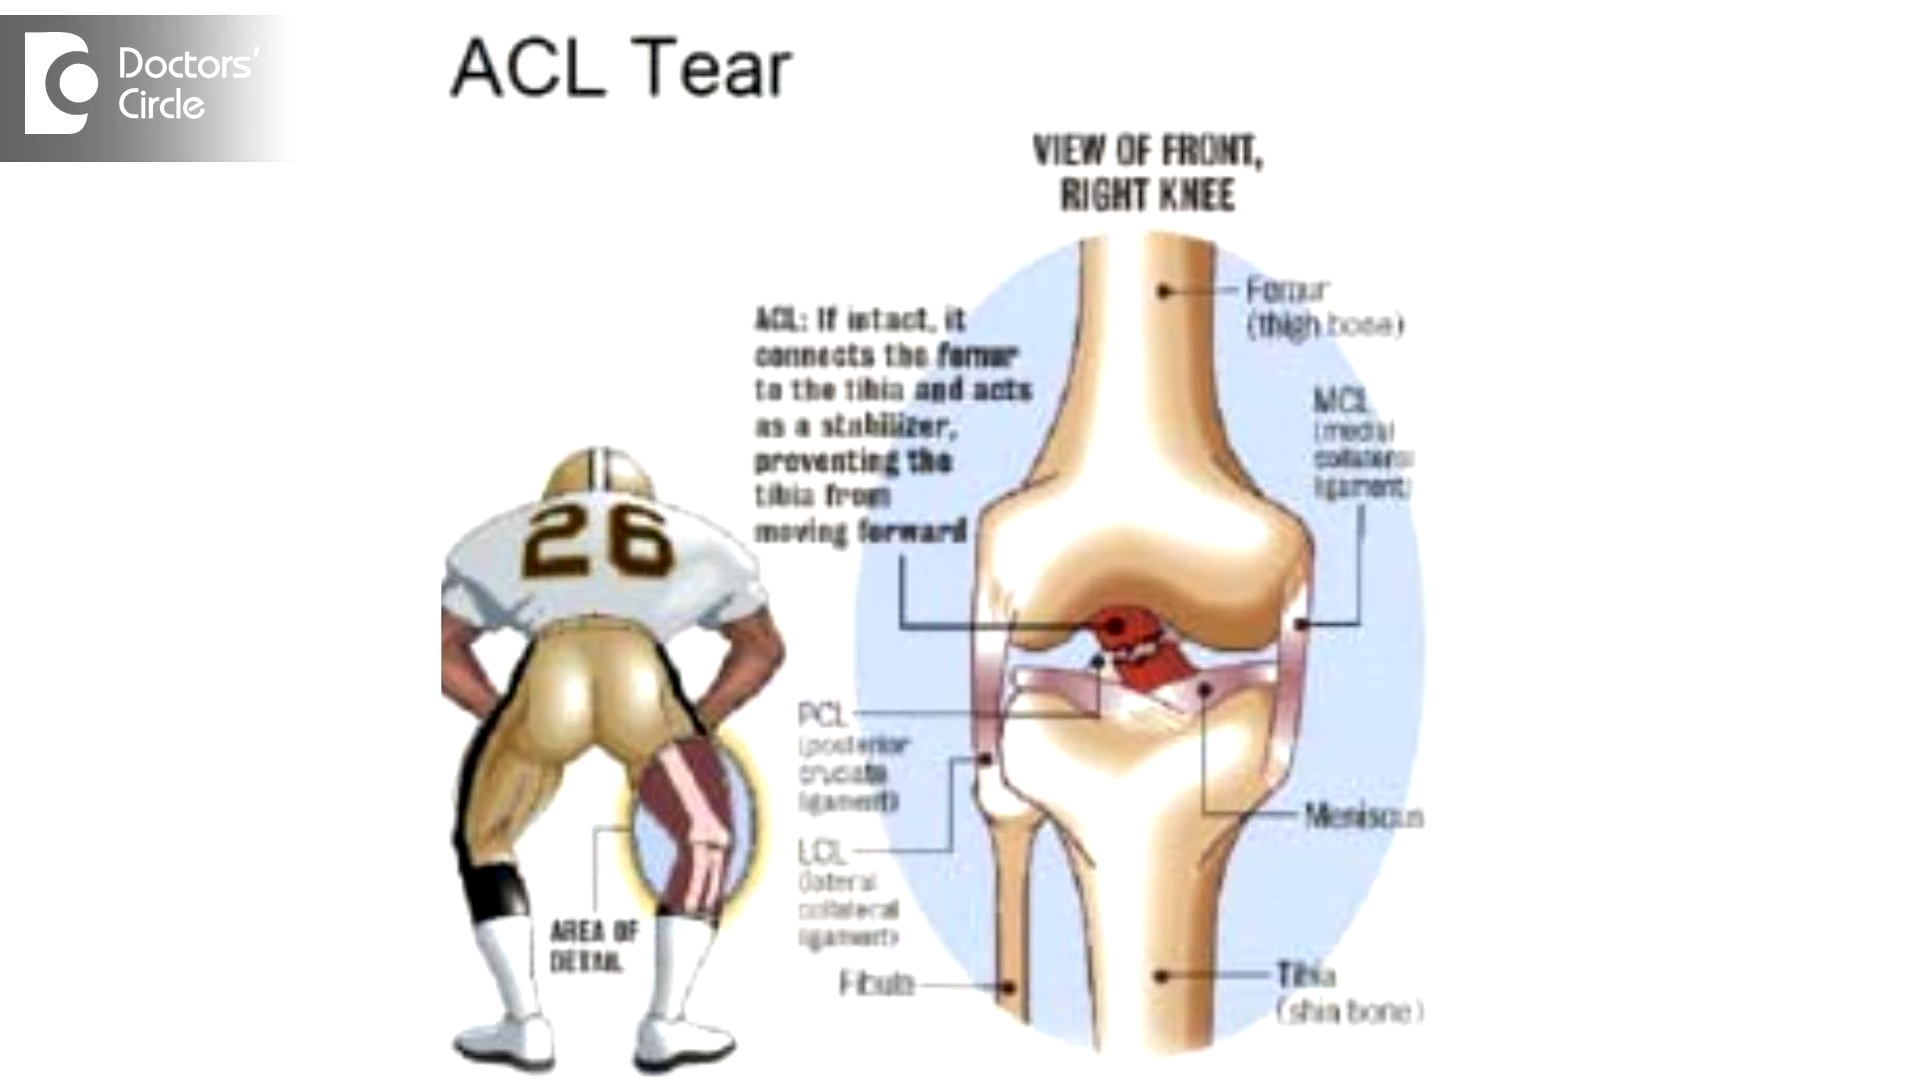 Doctors'
Circle
ACL Tear
VIEW OF FRONT,
RIGHT KNEE
Femur
(thigh bone)
ACL: If intact, it
connects the femur
to the tibia and acts
as a stabilizer,
preventing the
tibia from
moving forward
MCL
(medial
collateral
ligament)
26
PCL
(posterior
cruciate
ligament)
Meniscus
LCL
(lateral
collateral
ligament)
AREA OF
DETAIL
Fibula
Tibia
(shin bone)